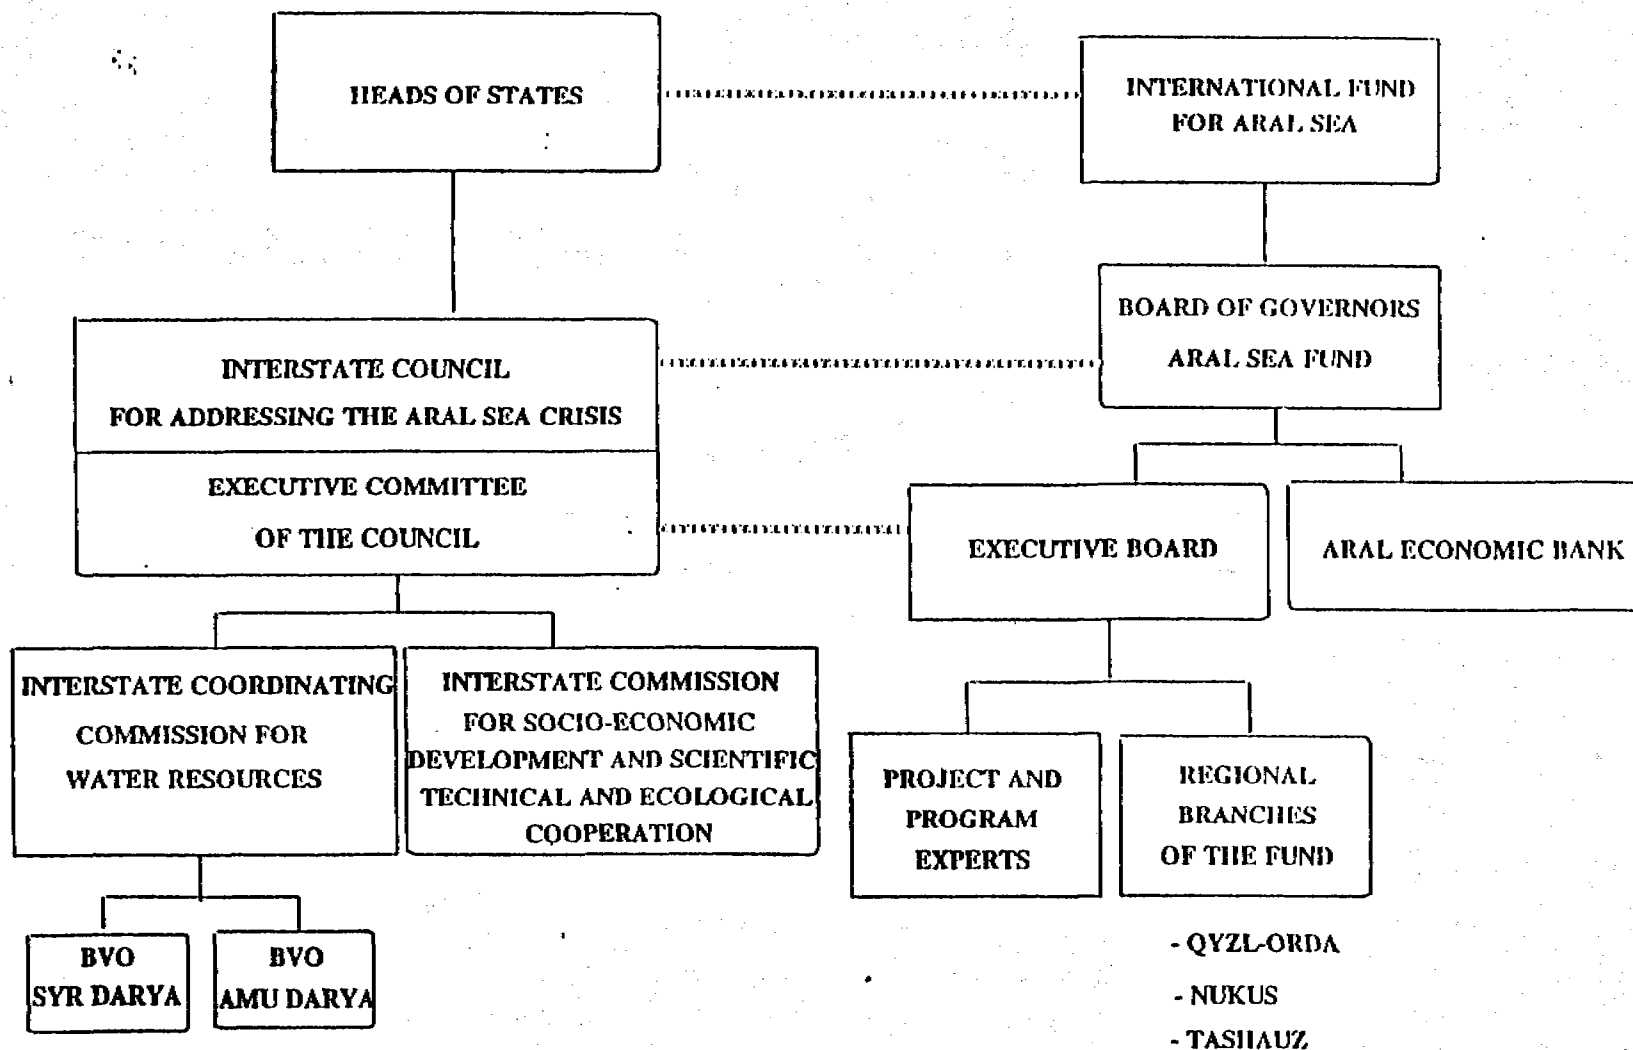 HEADS OF STATES
INTERNATIONAL FUND
FOR ARAL SEA
INTERSTATE COUNCIL
FOR ADDRESSING THE ARAL SEA CRISIS
EXECUTIVE COMMITTEE
OF THE COUNCIL
BOARD OF GOVERNORS
ARAL SEA FUND
EXECUTIVE BOARD
ARAL ECONOMIC BANK
INTERSTATE COORDINATING
COMMISSION FOR
WATER RESOURCES
INTERSTATE COMMISSION
FOR SOCIO-ECONOMIC
DEVELOPMENT AND SCIENTIFIC
TECHNICAL AND ECOLOGICAL
COOPERATION
PROJECT AND
PROGRAM
EXPERTS
REGIONAL
BRANCHES
OF THE FUND
BVO
SYR DARYA
BVO
AMU DARYA
- QYZL-ORDA
- NUKUS
- TASHAUZ